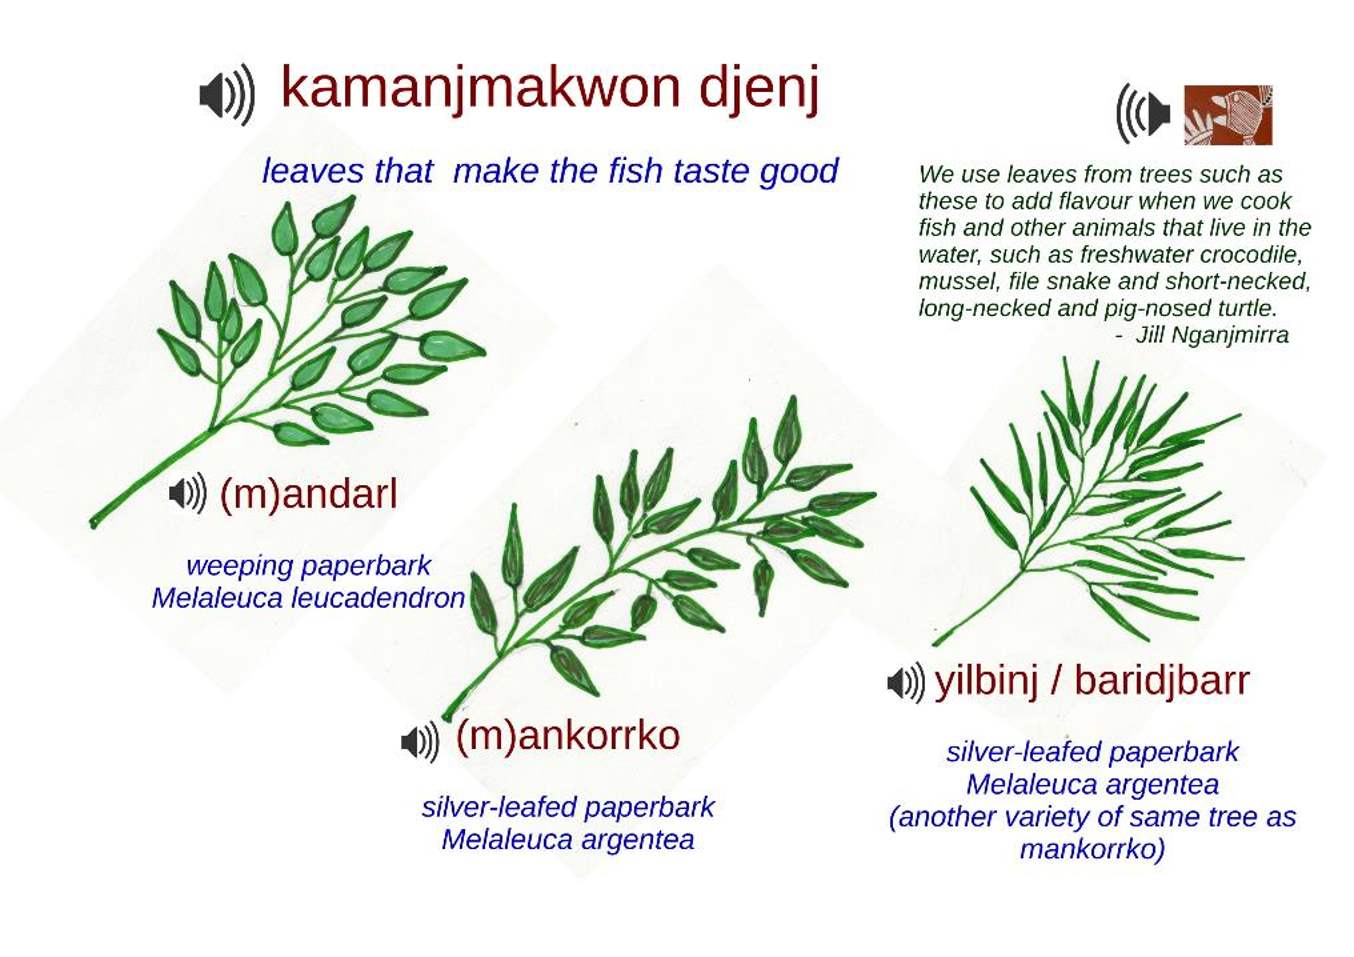 kamanjmakwon djenj
leaves that  make the fish taste good
We use leaves from trees such as
these to add flavour when we cook
fish and other animals that live in the
water, such as freshwater crocodile,
mussel, file snake and short-necked,
long-necked and pig-nosed turtle.
-  Jill Nganjmirra
(m)andarl
weeping paperbark
Melaleuca leucadendron
(m)ankorrko
silver-leafed paperbark
Melaleuca argentea
yilbinj / baridjbarr
silver-leafed paperbark
Melaleuca argentea
(another variety of same tree as
mankorrko)